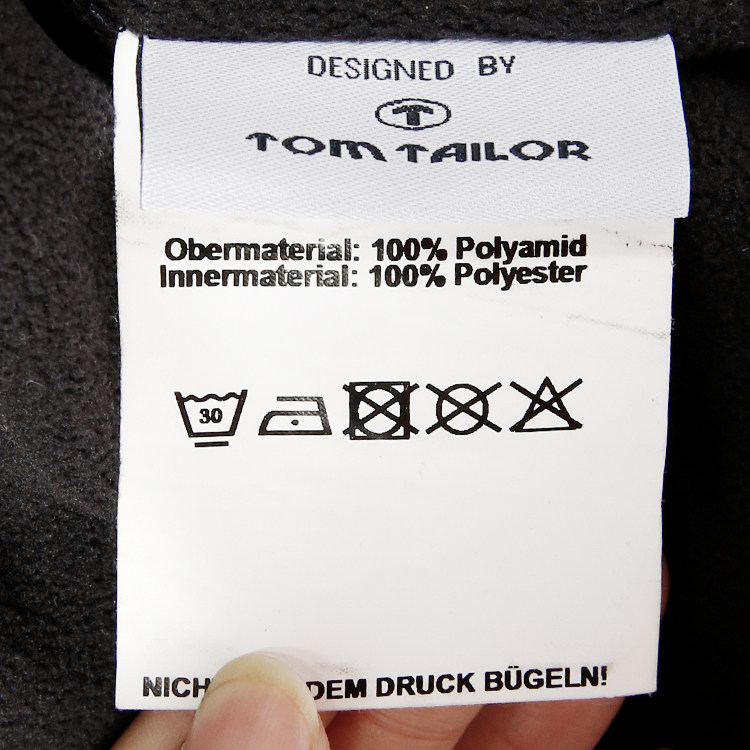 DESIGNED BY
T
TOM TAILOR
Obermaterial: 100% Polyamid
Innermaterial: 100% Polyester
30
DEM DRUCK BÜGELN!